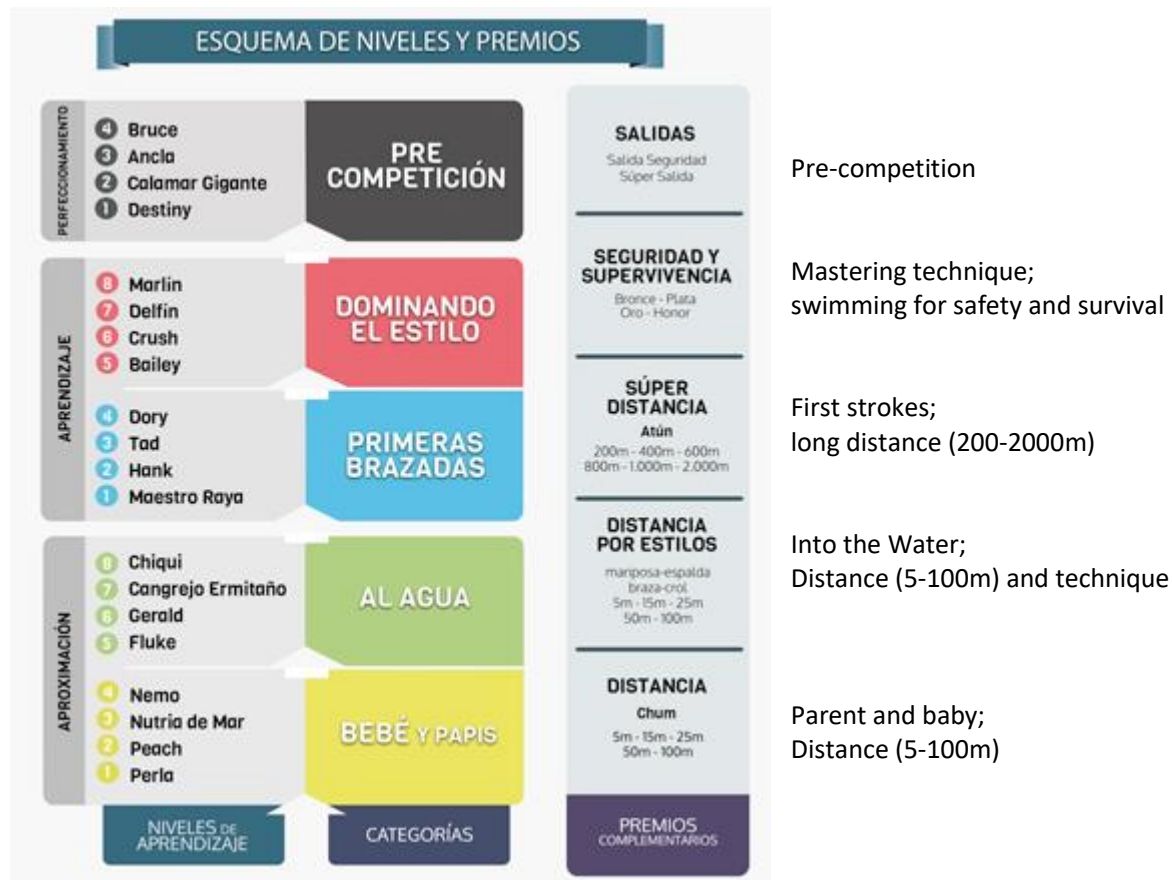 ESQUEMA DE NIVELES Y PREMIOS
PERFECCIONAMIENTO
4 Bruce
3 Ancla
2 Calamar Gigante
1 Destiny
PRE
COMPETICIÓN
APRENDIZAJE
8 Marlin
7 Delfín
6 Crush
5 Bailey
DOMINANDO
EL ESTILO
4 Dory
3 Tad
2 Hank
1 Maestro Raya
PRIMERAS
BRAZADAS
APROXIMACIÓN
8 Chiqui
7 Cangrejo Ermitaño
6 Gerald
5 Fluke
AL AGUA
4 Nemo
3 Nutria de Mar
2 Peach
1 Perla
BEBÉ Y PAPIS
NIVELES DE
APRENDIZAJE
CATEGORÍAS
SALIDAS
Salida Seguridad
Súper Salida
SEGURIDAD Y
SUPERVIVENCIA
Bronce - Plata
Oro - Honor
SÚPER
DISTANCIA
Atún
200m - 400m - 600m
800m - 1.000m - 2.000m
DISTANCIA
POR ESTILOS
mariposa-espalda
braza-crol
5m - 15m - 25m
50m - 100m
DISTANCIA
Chum
5m - 15m - 25m
50m - 100m
PREMIOS
COMPLEMENTARIOS
Pre-competition
Mastering technique;
swimming for safety and survival
First strokes;
long distance (200-2000m)
Into the Water;
Distance (5-100m) and technique
Parent and baby;
Distance (5-100m)